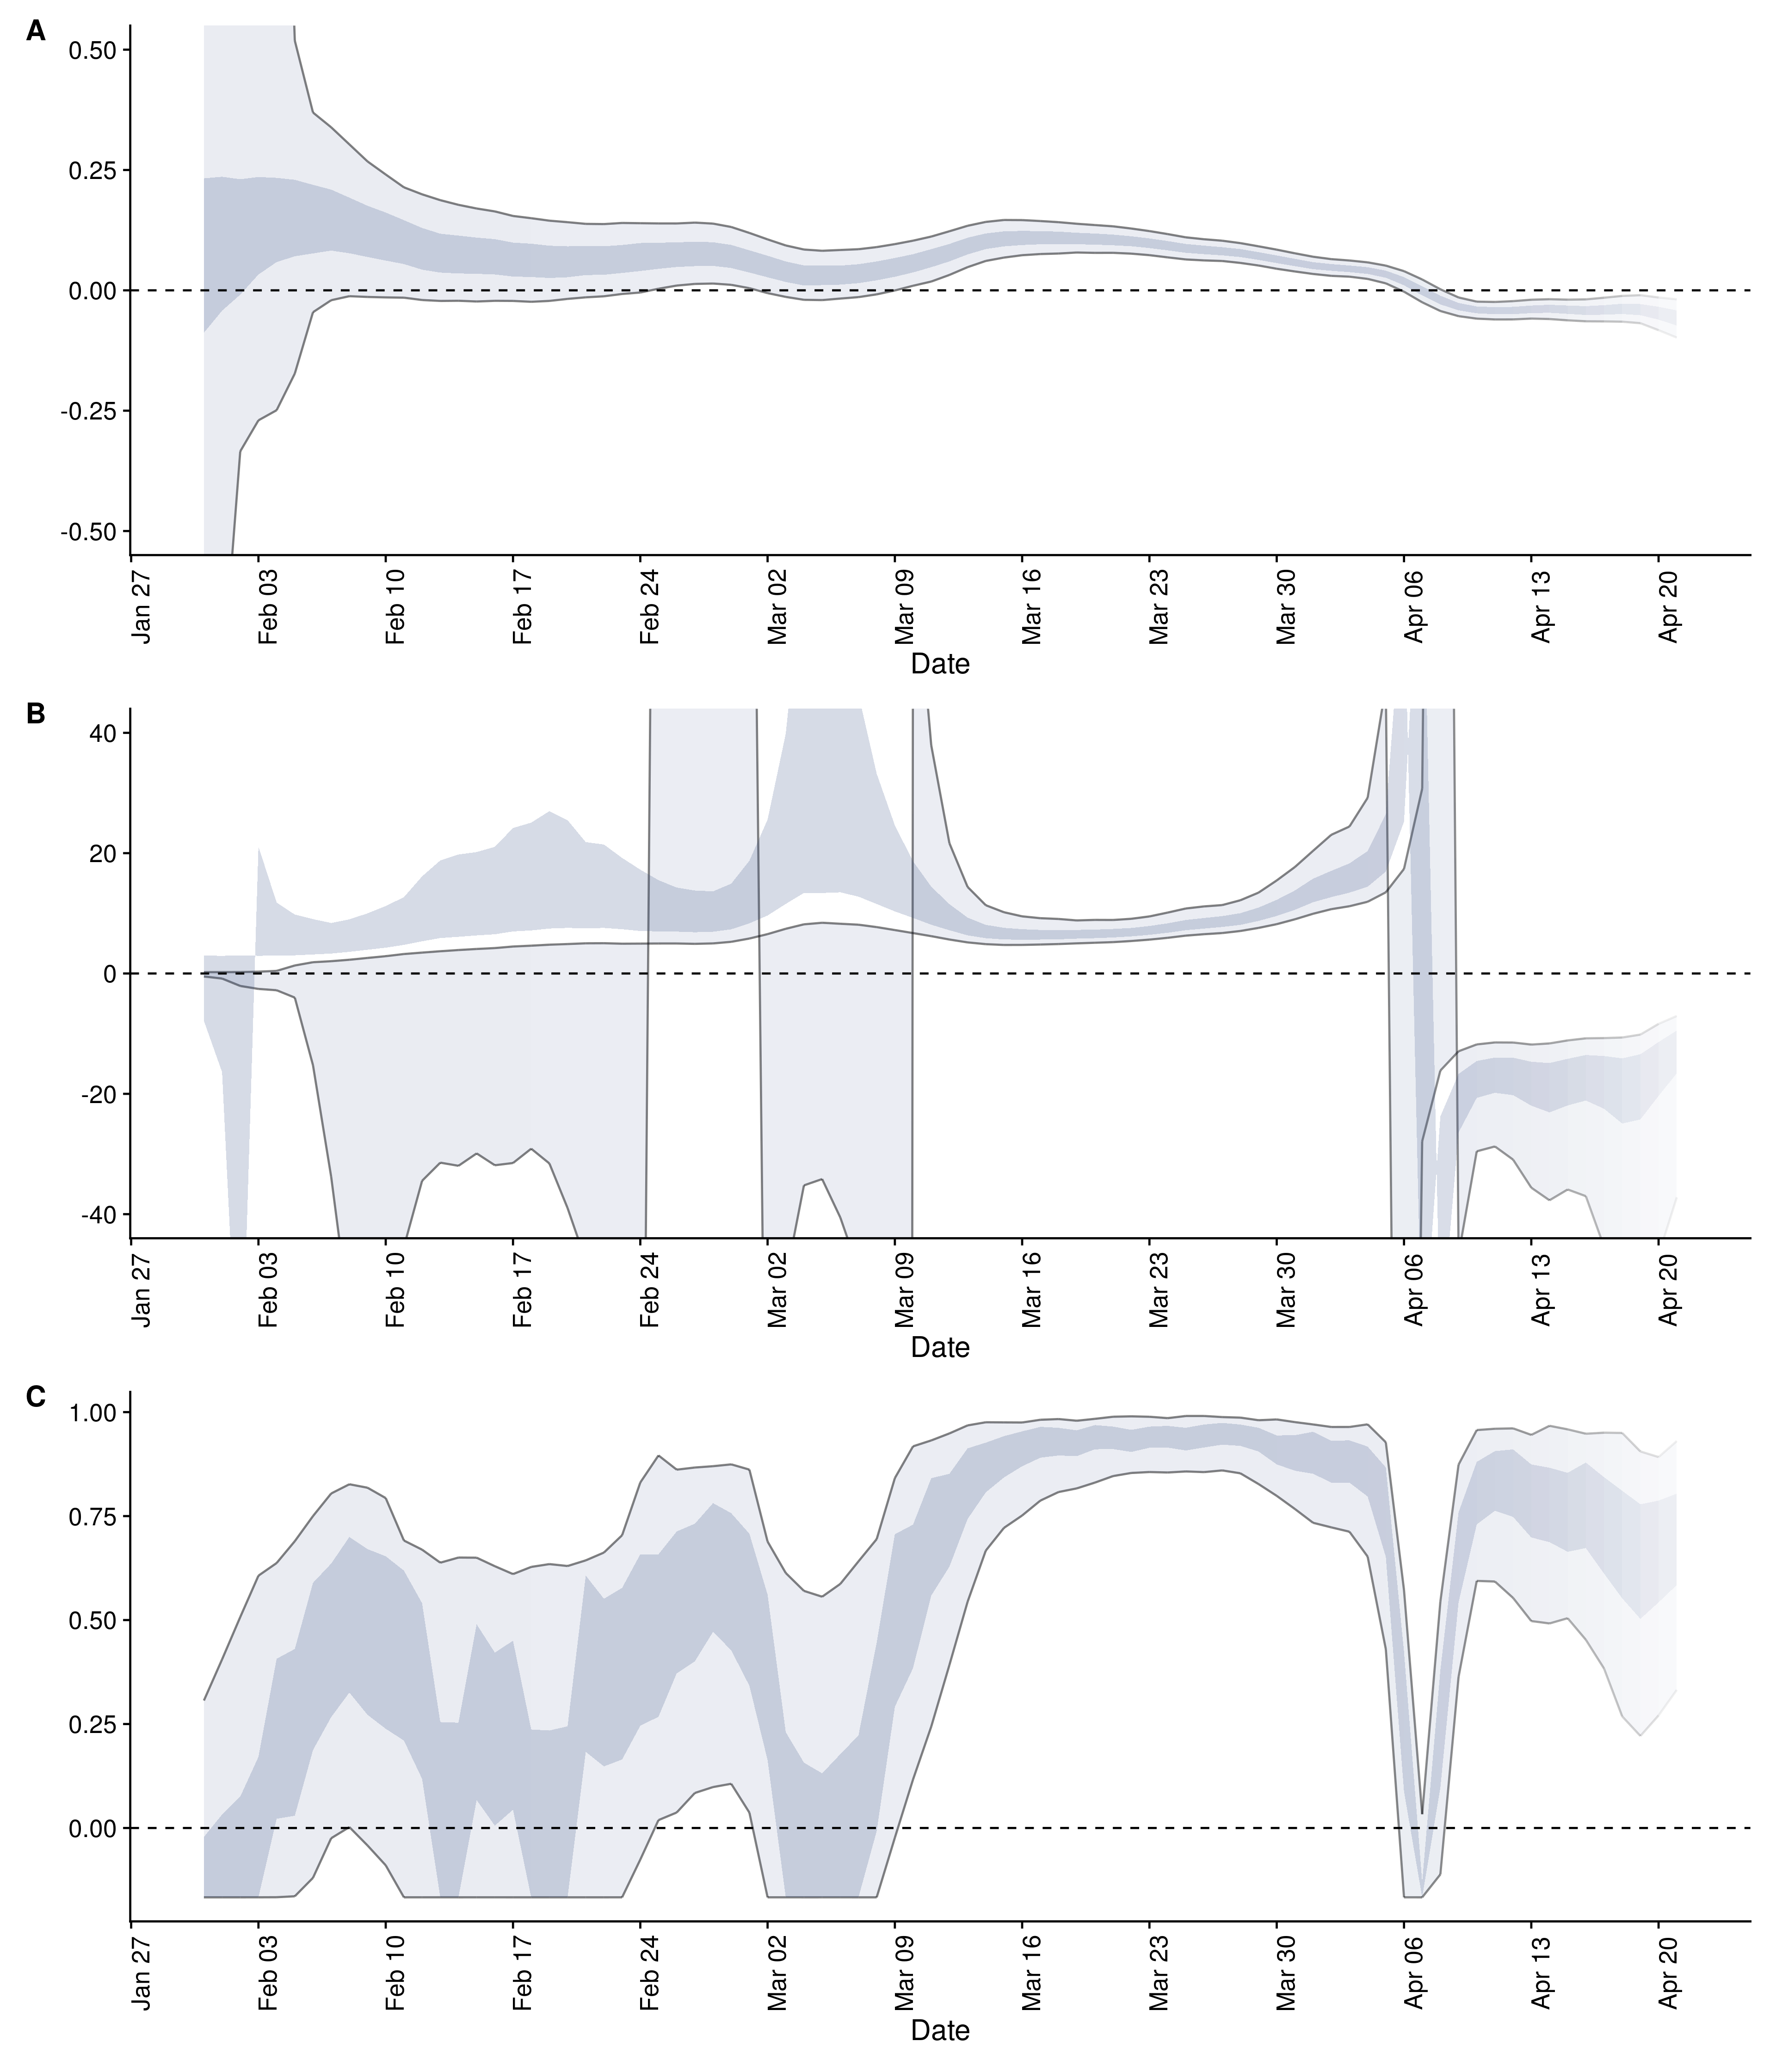 A
0.50
0.25
0.00
-0.25
-0.50
Jan 27
Feb 03
Feb 10
Feb 17
Feb 24
Mar 02
Mar 09
Mar 16
Mar 23
Mar 30
Apr 06
Apr 13
Apr 20
Date
B
40
20
0
-20
-40
Jan 27
Feb 03
Feb 10
Feb 17
Feb 24
Mar 02
Mar 09
Mar 16
Mar 23
Mar 30
Apr 06
Apr 13
Apr 20
Date
C
1.00
0.75
0.50
0.25
0.00
Jan 27
Feb 03
Feb 10
Feb 17
Feb 24
Mar 02
Mar 09
Mar 16
Mar 23
Mar 30
Apr 06
Apr 13
Apr 20
Date